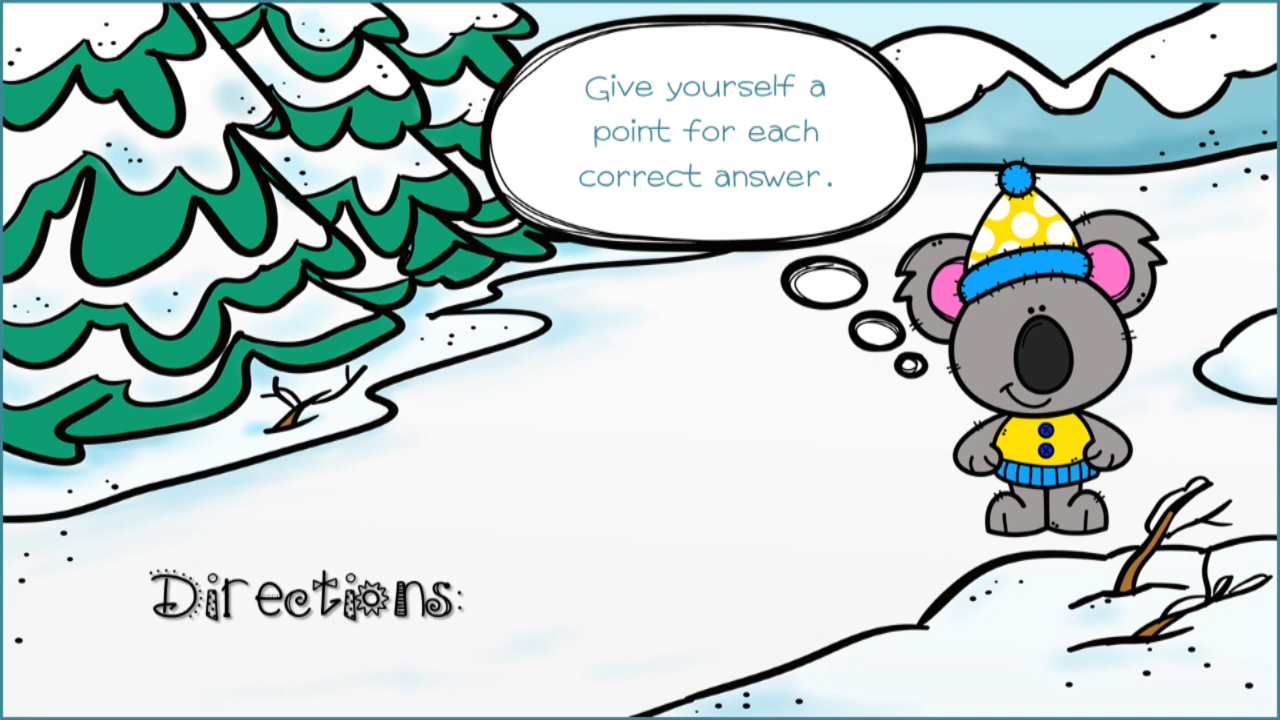 Give yourself a
point for each
correct answer.
Directions: